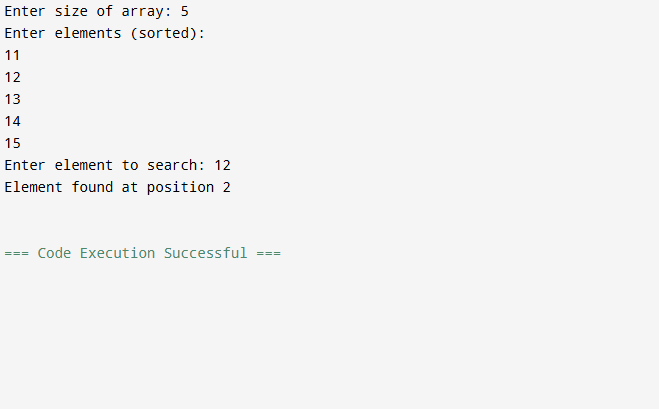 Enter size of array: 5
Enter elements (sorted):
11
12
13
14
15
Enter element to search: 12
Element found at position 2
=== Code Execution Successful ===